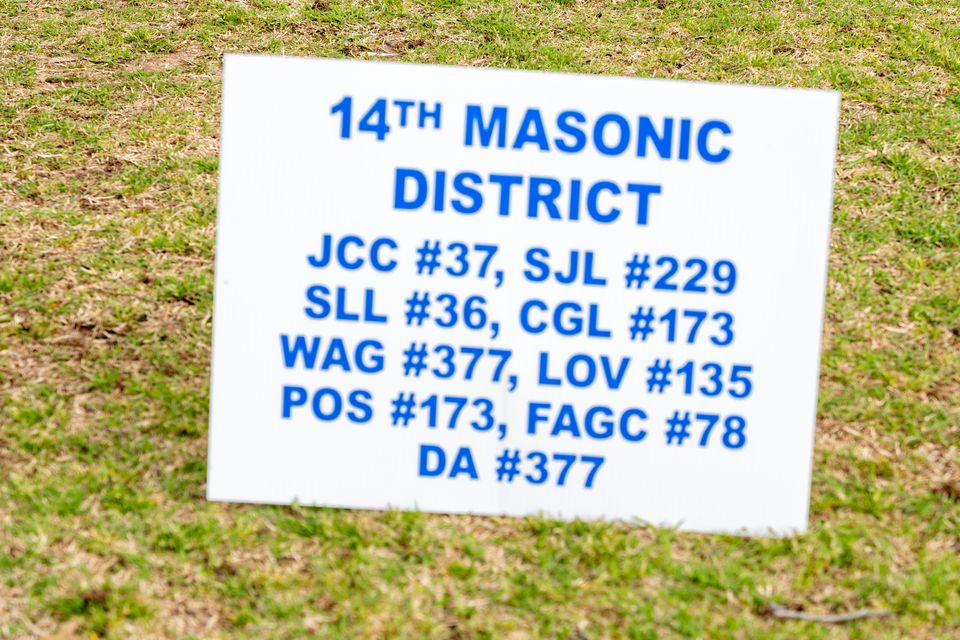 14TH MASONIC
DISTRICT
JCC #37, SJL #229
SLL #36, CGL #173
WAG #377, LOV #135
POS #173, FAGC #78
DA #377